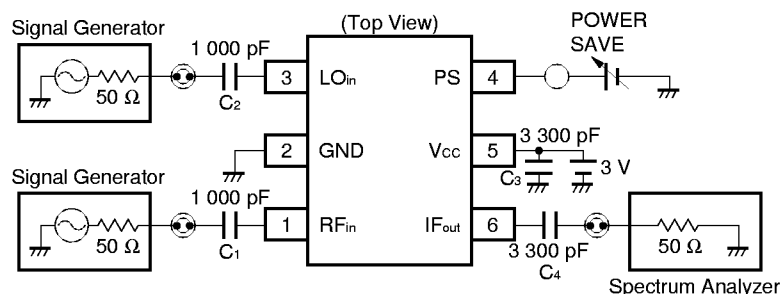 (Top View)
Signal Generator
50 Ω
1 000 pF
C2
3
LOin
PS
4
POWER
SAVE
2
GND
VCC
5
3 300 pF
C3
3 V
Signal Generator
50 Ω
1 000 pF
C1
1
RFin
IFout
6
3 300 pF
C4
50 Ω
Spectrum Analyzer